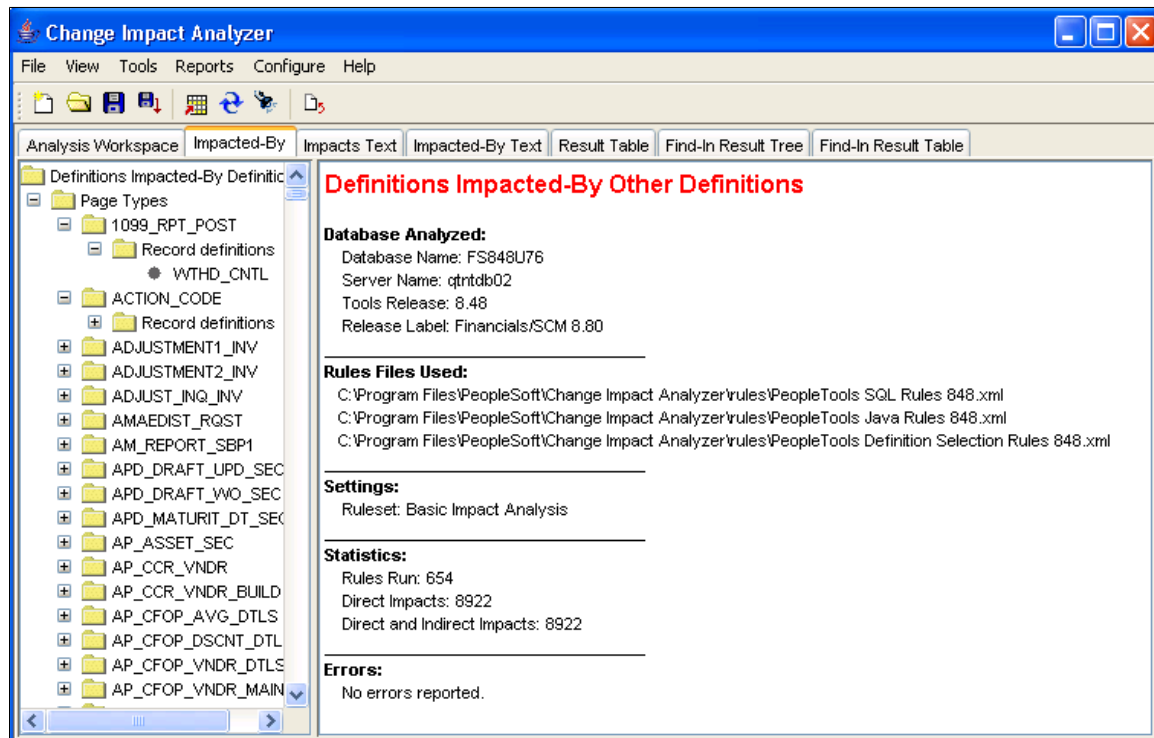 Change Impact Analyzer
File View Tools Reports Configure Help
Analysis Workspace Impacted-By Impacts Text Impacted-By Text Result Table Find-In Result Tree Find-In Result Table
Definitions Impacted-By Definitic
Page Types
1099_RPT_POST
Record definitions
WTHD_CNTL
ACTION_CODE
Record definitions
ADJUSTMENT1_INV
ADJUSTMENT2_INV
ADJUST_INQ_INV
AMAEDIST_RQST
AM_REPORT_SBP1
APD_DRAFT_UPD_SEC
APD_DRAFT_WO_SEC
APD_MATURIT_DT_SEC
AP_ASSET_SEC
AP_CCR_VNDR
AP_CCR_VNDR_BUILD
AP_CFOP_AVG_DTLS
AP_CFOP_DSCNT_DTL
AP_CFOP_VNDR_DTLS
AP_CFOP_VNDR_MAIN
Definitions Impacted-By Other Definitions
Database Analyzed:
Database Name: FS848U76
Server Name: qtntdb02
Tools Release: 8.48
Release Label: Financials/SCM 8.80
Rules Files Used:
C:\Program Files\PeopleSoft\Change Impact Analyzer\rules\PeopleTools SQL Rules 848.xml
C:\Program Files\PeopleSoft\Change Impact Analyzer\rules\PeopleTools Java Rules 848.xml
C:\Program Files\PeopleSoft\Change Impact Analyzer\rules\PeopleTools Definition Selection Rules 848.xml
Settings:
Ruleset: Basic Impact Analysis
Statistics:
Rules Run: 654
Direct Impacts: 8922
Direct and Indirect Impacts: 8922
Errors:
No errors reported.